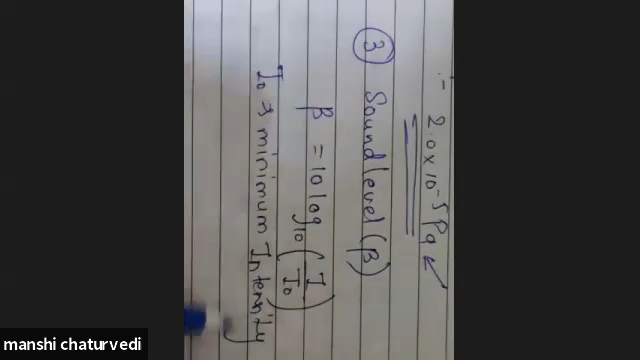 ∴ 2.0 x 10⁻⁵ Pa
③ Sound level (β)
β = 10 log₁₀ (I/I₀)
I₀ → minimum Intensity
manshi chaturvedi